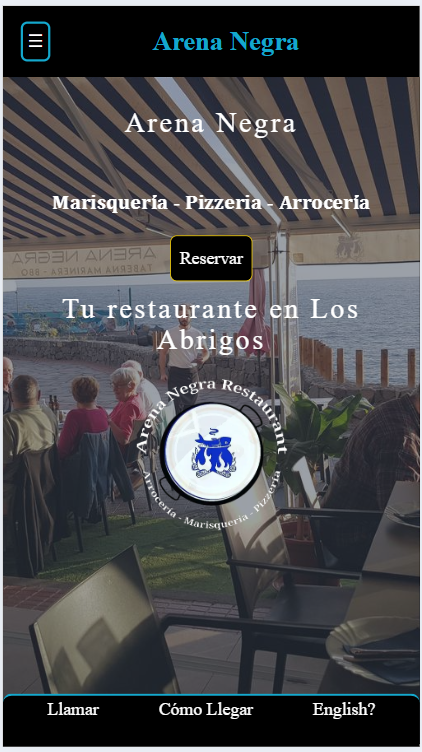 ☰ Arena Negra
Arena Negra
Marisquería - Pizzeria - Arrocería
ARENA NEGRA
TABERNA MARINERA - BBQ
Reservar
Tu restaurante en Los
Abrigos
Arena Negra Restaurant
Arrocería - Marisquería - Pizzería
Llamar Cómo Llegar English?